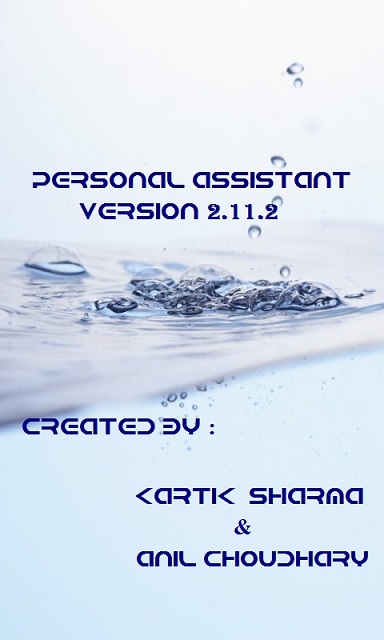 PERSONAL ASSISTANT
VERSION 2.11.2
CREATED BY :
KARTIK SHARMA
&
ANIL CHOUDHARY